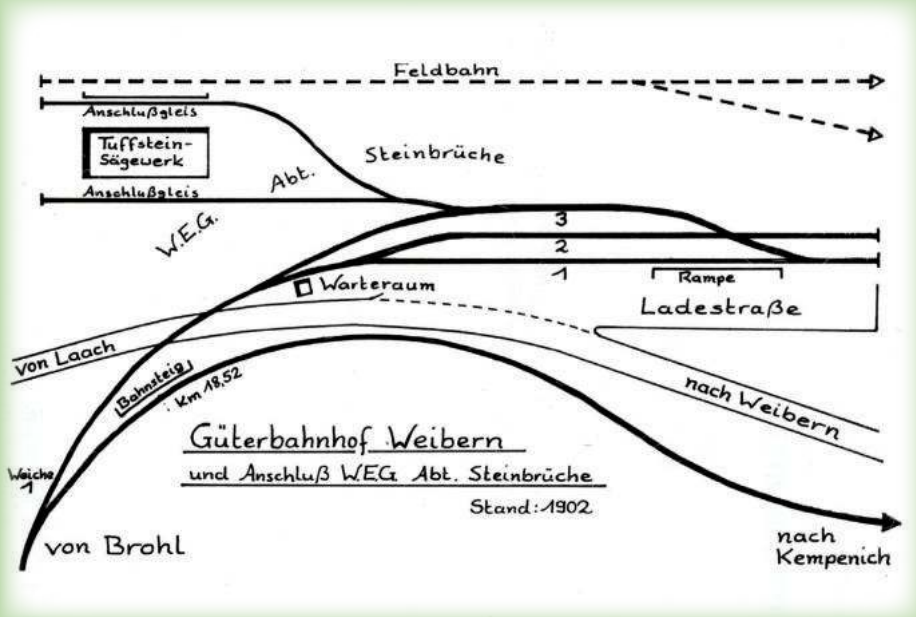 Feldbahn
Anschlußgleis
Tuffstein-
Sägewerk
Steinbrüche
Abt.
Anschlußgleis
W.E.G.
3
2
1
Rampe
Warteraum
Ladestraße
von Laach
Bahnsteig
Km 18,52
nach Weibern
Güterbahnhof Weibern
und Anschluß W.E.G. Abt. Steinbrüche
Stand: 1902
Weiche
1
von Brohl
nach
Kempenich